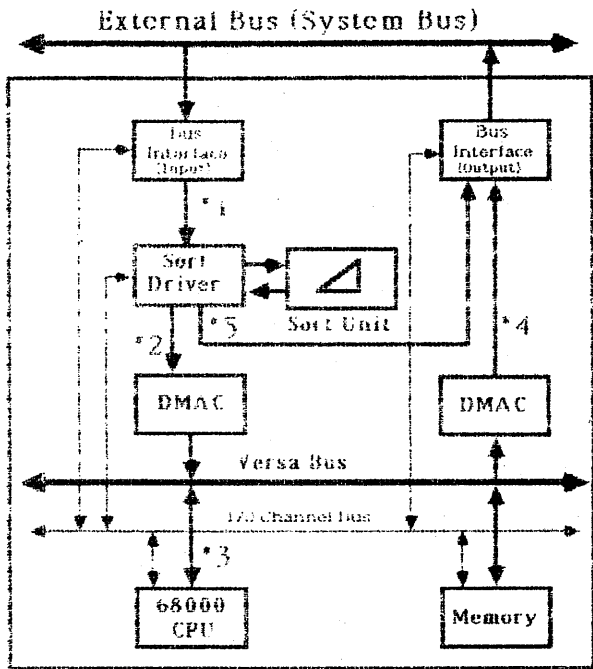 External Bus (System Bus)
Bus
Interface
(Input)
Bus
Interface
(Output)
*1
Sort
Driver
Sort Unit
*2
*5
*4
DMAC
DMAC
Versa Bus
I/O Channel Bus
*3
68000
CPU
Memory